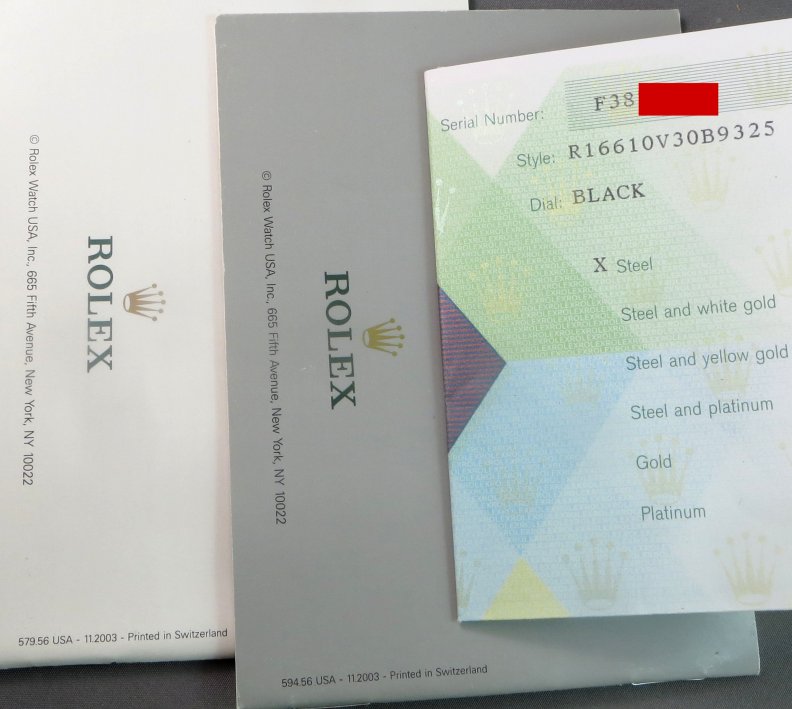 © Rolex Watch USA, Inc., 665 Fifth Avenue, New York, NY 10022
ROLEX
579.56 USA - 11.2003 - Printed in Switzerland
© Rolex Watch USA, Inc., 665 Fifth Avenue, New York, NY 10022
ROLEX
594.56 USA - 11.2003 - Printed in Switzerland
Serial Number: F38
Style: R16610V30B9325
Dial: BLACK
X Steel
Steel and white gold
Steel and yellow gold
Steel and platinum
Gold
Platinum